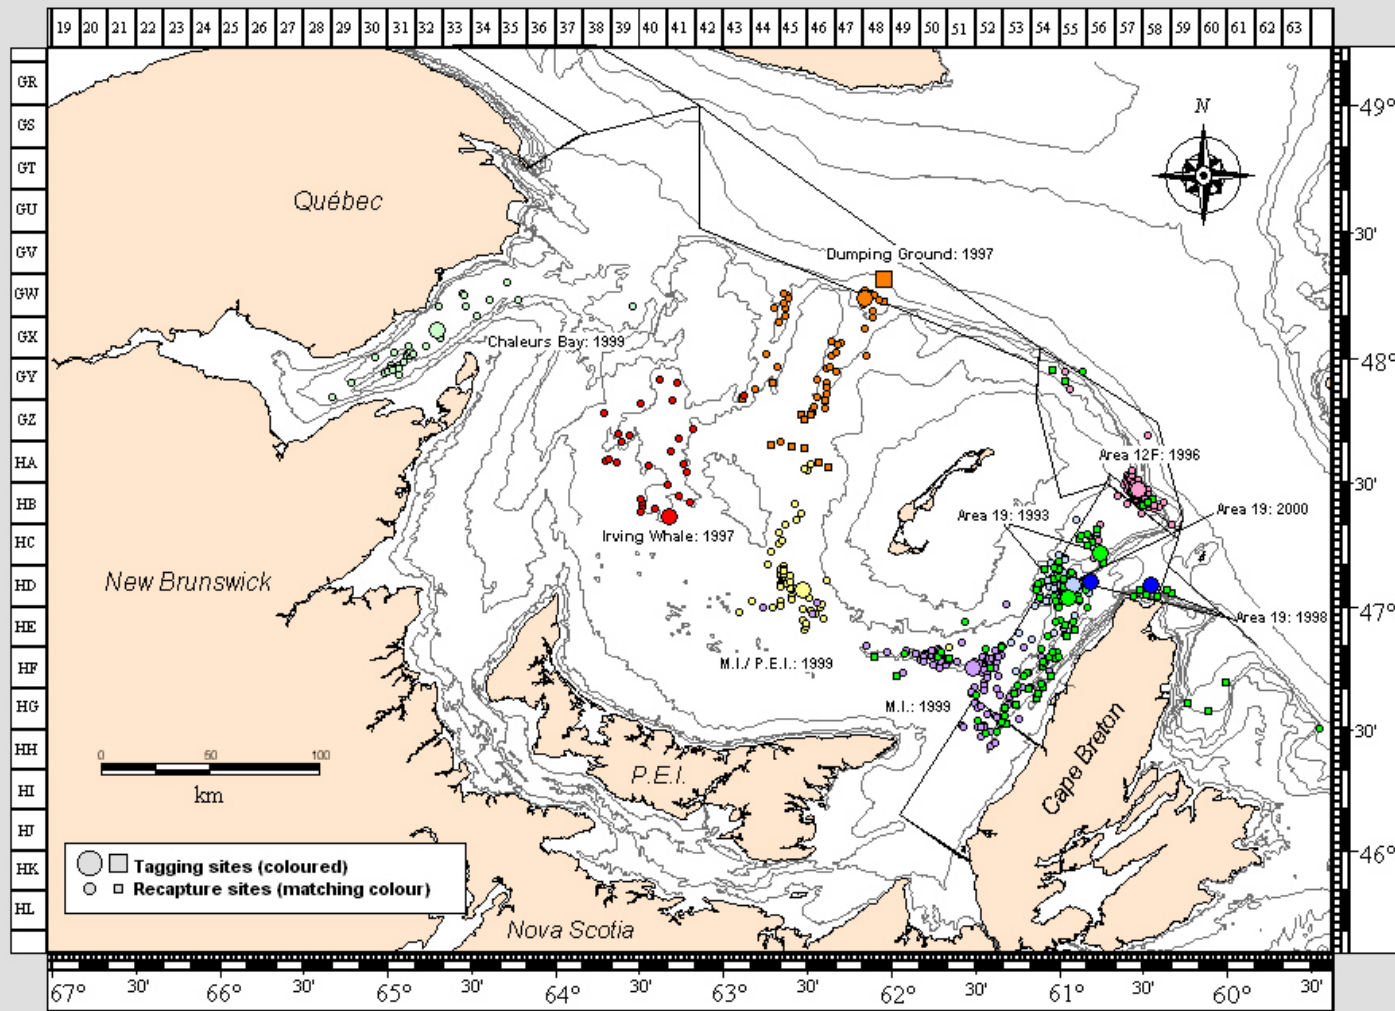 19 20 21 22 23 24 25 26 27 28 29 30 31 32 33 34 35 36 37 38 39 40 41 42 43 44 45 46 47 48 49 50 51 52 53 54 55 56 57 58 59 60 61 62 63
GR
49°
N
GS
GT
Québec
GU
30'
GV
Dumping Ground: 1997
GW
GX
Chaleurs Bay: 1999
48°
GY
GZ
Area 12F: 1996
HA
30'
HB
Area 19: 1993
Area 19: 2000
Irving Whale: 1997
HC
New Brunswick
HD
47°
Area 19: 1998
HE
M.I./ P.E.I.: 1999
HF
M.I.: 1999
HG
30'
Cape Breton
HH
0 50 100
P.E.I.
km
HI
HJ
46°
Tagging sites (coloured)
HK
Recapture sites (matching colour)
HL
Nova Scotia
67° 30' 66° 30' 65° 30' 64° 30' 63° 30' 62° 30' 61° 30' 60° 30'